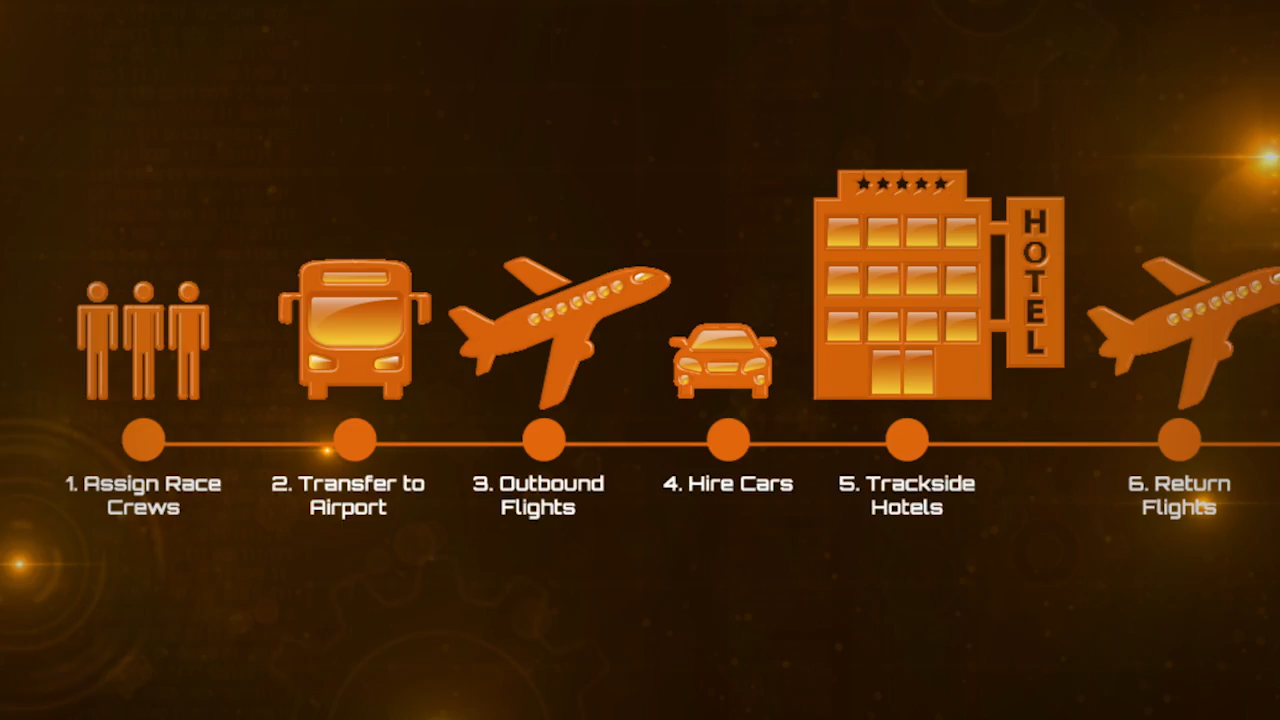 HOTEL
1. Assign Race
Crews
2. Transfer to
Airport
3. Outbound
Flights
4. Hire Cars
5. Trackside
Hotels
6. Return
Flights